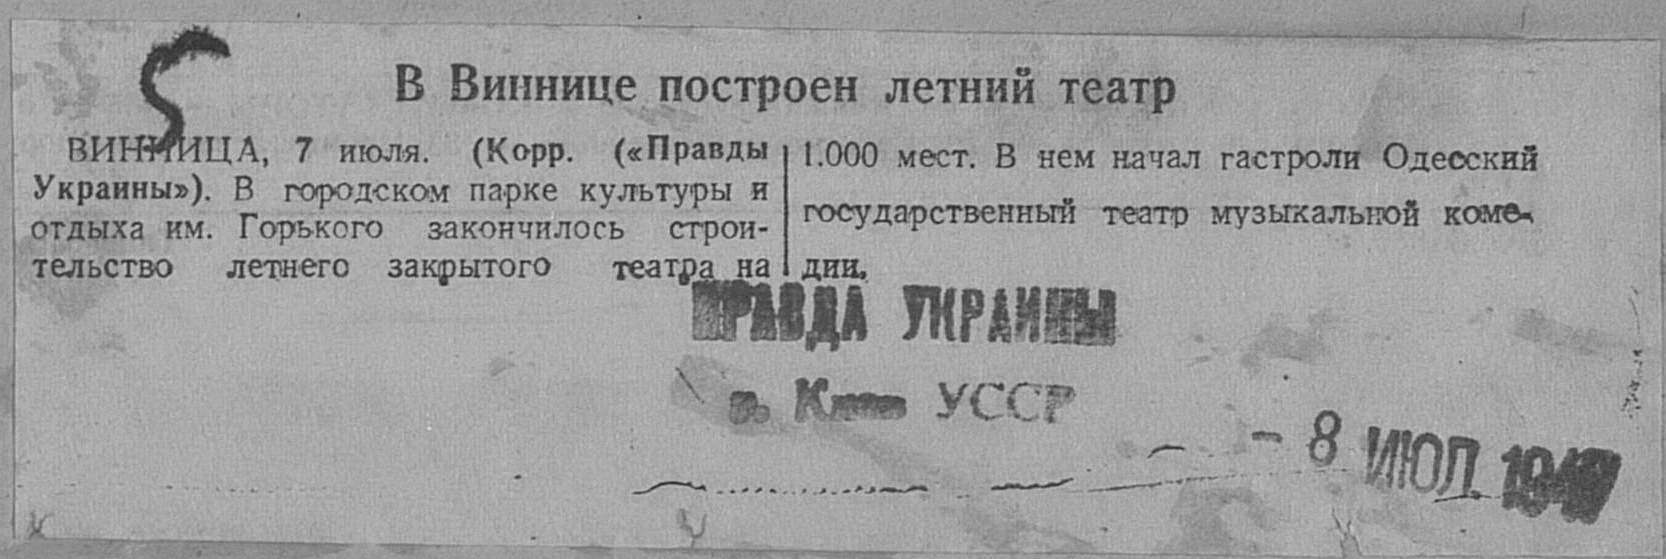 5
В Виннице построен летний театр
ВИННИЦА, 7 июля. (Корр. («Правды
Украины»). В городском парке культуры и
отдыха им. Горького закончилось строи-
тельство летнего закрытого театра на
1.000 мест. В нем начал гастроли Одесский
государственный театр музыкальной коме-
дии.
ПРАВДА УКРАИНЫ
г. Киев УССР
- 8 ИЮЛ. 1947